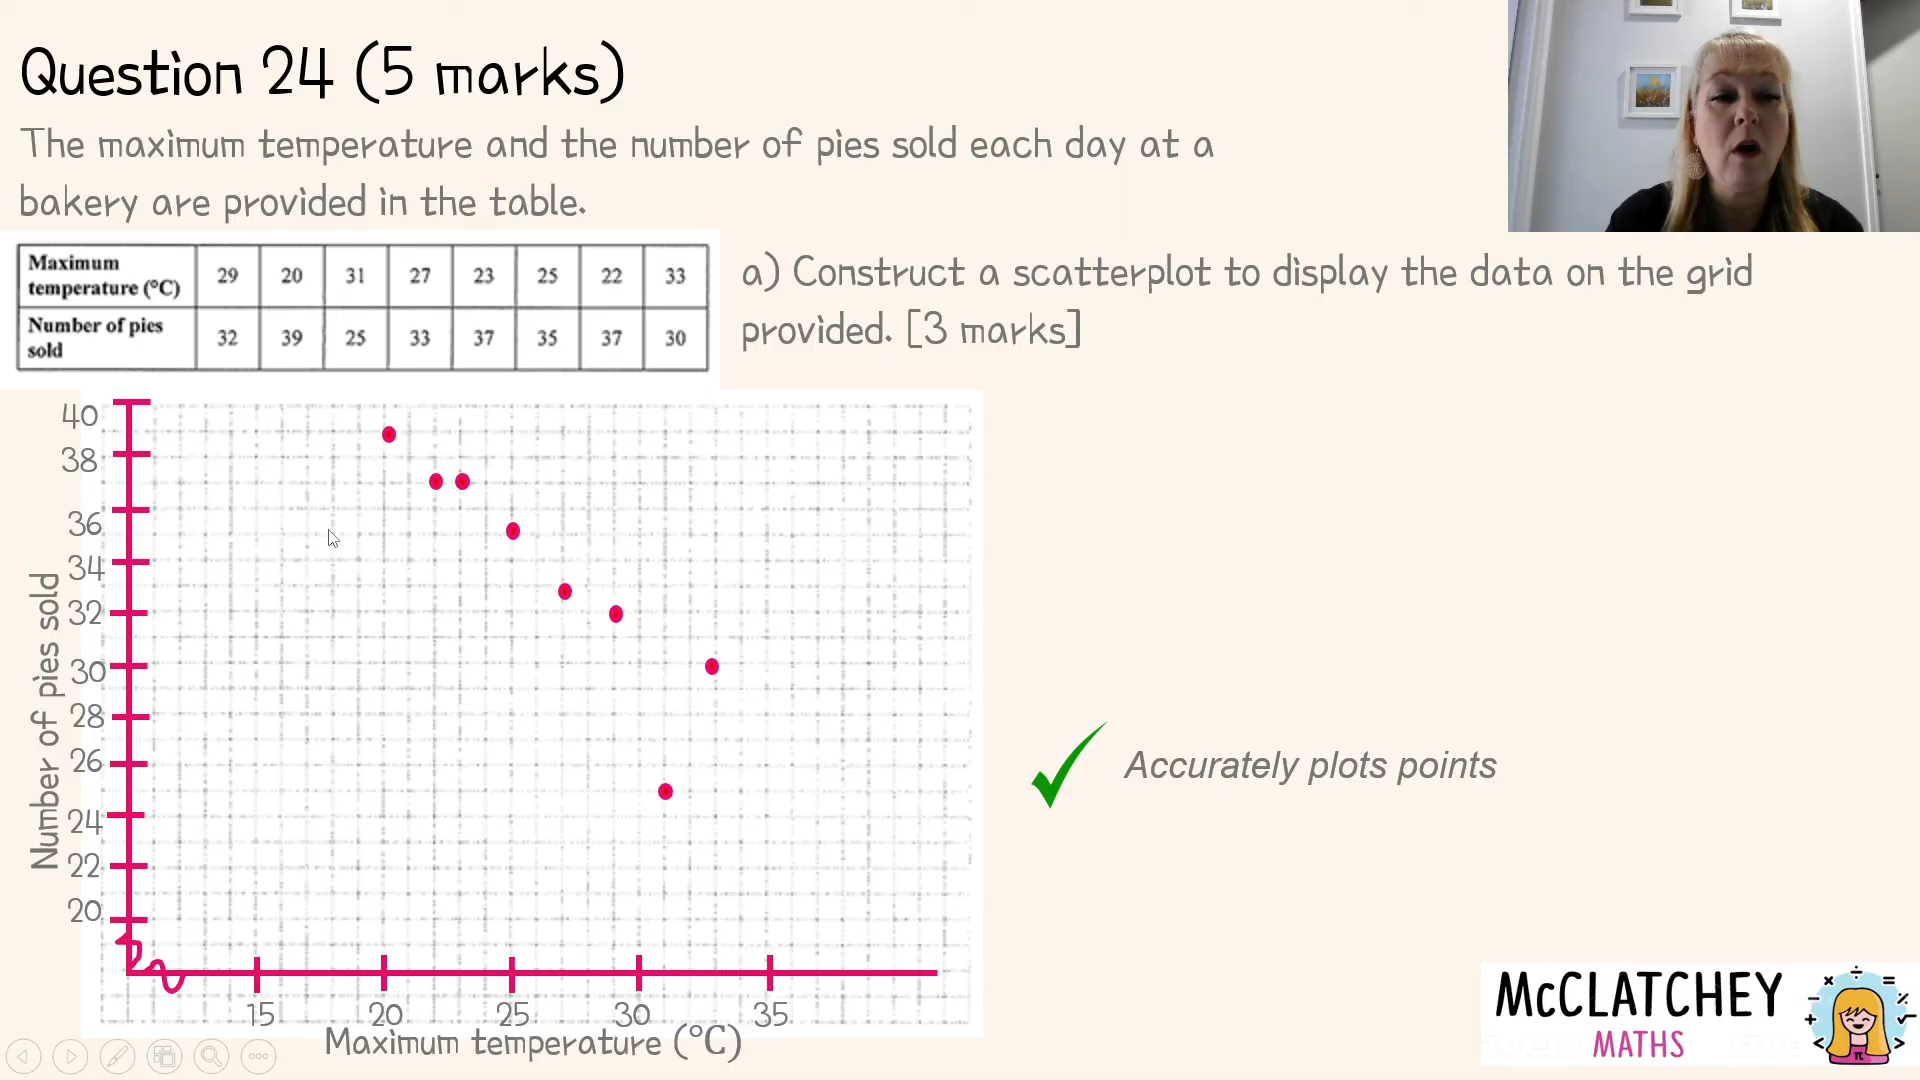 Question 24 (5 marks)
The maximum temperature and the number of pies sold each day at a
bakery are provided in the table.
Maximum temperature (°C) 29 20 31 27 23 25 22 33
Number of pies sold 32 39 25 33 37 35 37 30
a) Construct a scatterplot to display the data on the grid
provided. [3 marks]
40
38
36
34
32
30
28
26
24
22
20
Number of pies sold
15 20 25 30 35
Maximum temperature (°C)
Accurately plots points
McCLATCHEY
MATHS